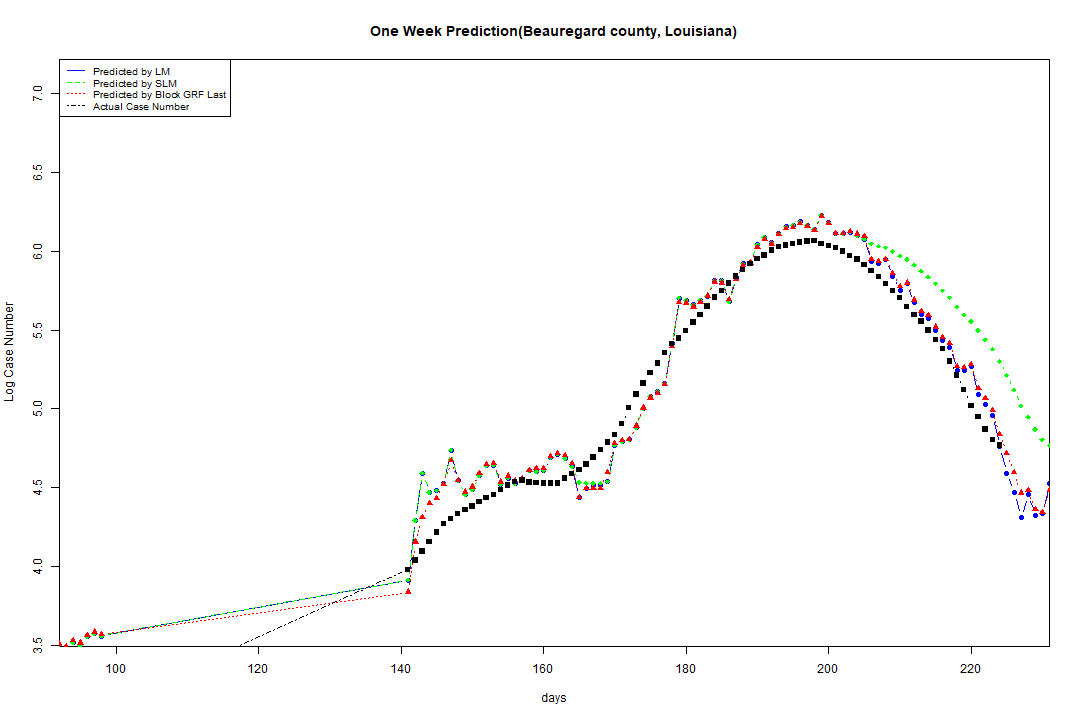 One Week Prediction(Beauregard county, Louisiana)
Predicted by LM
Predicted by SLM
Predicted by Block GRF Last
Actual Case Number
7.0
6.5
6.0
5.5
5.0
4.5
4.0
3.5
Log Case Number
100 120 140 160 180 200 220
days